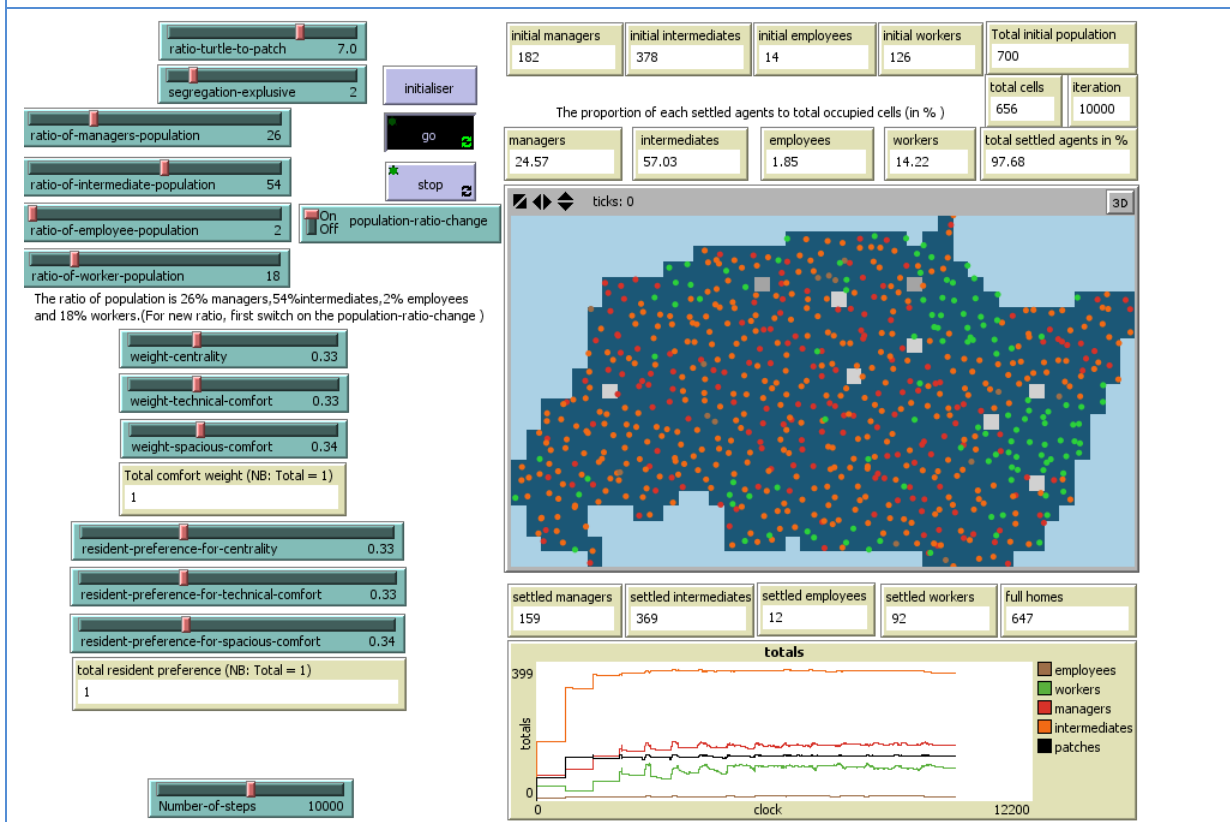 ratio-turtle-to-patch 7.0
segregation-explusive 2
initialiser
ratio-of-managers-population 26
go
ratio-of-intermediate-population 54
stop
ratio-of-employee-population 2
On
Off
population-ratio-change
ratio-of-worker-population 18
The ratio of population is 26% managers,54%intermediates,2% employees
and 18% workers.(For new ratio, first switch on the population-ratio-change )
weight-centrality 0.33
weight-technical-comfort 0.33
weight-spacious-comfort 0.34
Total comfort weight (NB: Total = 1)
1
resident-preference-for-centrality 0.33
resident-preference-for-technical-comfort 0.33
resident-preference-for-spacious-comfort 0.34
total resident preference (NB: Total = 1)
1
Number-of-steps 10000
initial managers
182
initial intermediates
378
initial employees
14
initial workers
126
Total initial population
700
total cells
656
iteration
10000
The proportion of each settled agents to total occupied cells (in % )
managers
24.57
intermediates
57.03
employees
1.85
workers
14.22
total settled agents in %
97.68
ticks: 0
3D
settled managers
159
settled intermediates
369
settled employees
12
settled workers
92
full homes
647
totals
399
totals
0
0
clock
12200
employees
workers
managers
intermediates
patches